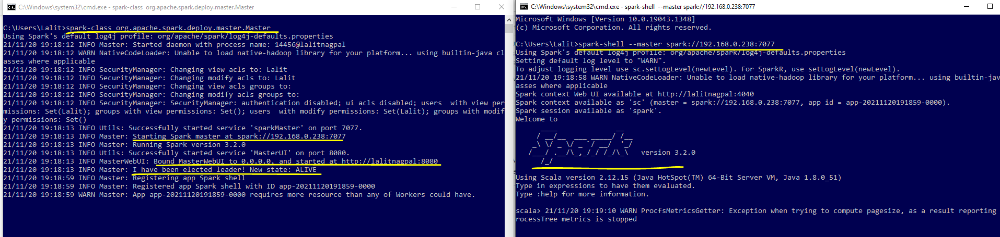 C:\Windows\system32\cmd.exe - spark-class  org.apache.spark.deploy.master.Master
C:\Users\Lalit>spark-class org.apache.spark.deploy.master.Master
Using Spark's default log4j profile: org/apache/spark/log4j-defaults.properties
21/11/20 19:18:12 INFO Master: Started daemon with process name: 14456@lalitnagpal
21/11/20 19:18:12 WARN NativeCodeLoader: Unable to load native-hadoop library for your platform... using builtin-java cl
asses where applicable
21/11/20 19:18:12 INFO SecurityManager: Changing view acls to: Lalit
21/11/20 19:18:12 INFO SecurityManager: Changing modify acls to: Lalit
21/11/20 19:18:12 INFO SecurityManager: Changing view acls groups to:
21/11/20 19:18:12 INFO SecurityManager: Changing modify acls groups to:
21/11/20 19:18:12 INFO SecurityManager: SecurityManager: authentication disabled; ui acls disabled; users  with view per
missions: Set(Lalit); groups with view permissions: Set(); users  with modify permissions: Set(Lalit); groups with modif
y permissions: Set()
21/11/20 19:18:13 INFO Utils: Successfully started service 'sparkMaster' on port 7077.
21/11/20 19:18:13 INFO Master: Starting Spark master at spark://192.168.0.238:7077
21/11/20 19:18:13 INFO Master: Running Spark version 3.2.0
21/11/20 19:18:13 INFO Utils: Successfully started service 'MasterUI' on port 8080.
21/11/20 19:18:13 INFO MasterWebUI: Bound MasterWebUI to 0.0.0.0, and started at http://lalitnagpal:8080
21/11/20 19:18:13 INFO Master: I have been elected leader! New state: ALIVE
21/11/20 19:18:59 INFO Master: Registering app Spark shell
21/11/20 19:18:59 INFO Master: Registered app Spark shell with ID app-20211120191859-0000
21/11/20 19:18:59 WARN Master: App app-20211120191859-0000 requires more resource than any of Workers could have.
C:\Windows\system32\cmd.exe - spark-shell  --master spark://192.168.0.238:7077
Microsoft Windows [Version 10.0.19043.1348]
(c) Microsoft Corporation. All rights reserved.
C:\Users\Lalit>spark-shell --master spark://192.168.0.238:7077
Using Spark's default log4j profile: org/apache/spark/log4j-defaults.properties
Setting default log level to "WARN".
To adjust logging level use sc.setLogLevel(newLevel). For SparkR, use setLogLevel(newLevel).
21/11/20 19:18:58 WARN NativeCodeLoader: Unable to load native-hadoop library for your platform... using builtin-jav
asses where applicable
Spark context Web UI available at http://lalitnagpal:4040
Spark context available as 'sc' (master = spark://192.168.0.238:7077, app id = app-20211120191859-0000).
Spark session available as 'spark'.
Welcome to
Spark version 3.2.0
Using Scala version 2.12.15 (Java HotSpot(TM) 64-Bit Server VM, Java 1.8.0_51)
Type in expressions to have them evaluated.
Type :help for more information.
scala> 21/11/20 19:19:10 WARN ProcfsMetricsGetter: Exception when trying to compute pagesize, as a result reporting
rocessTree metrics is stopped